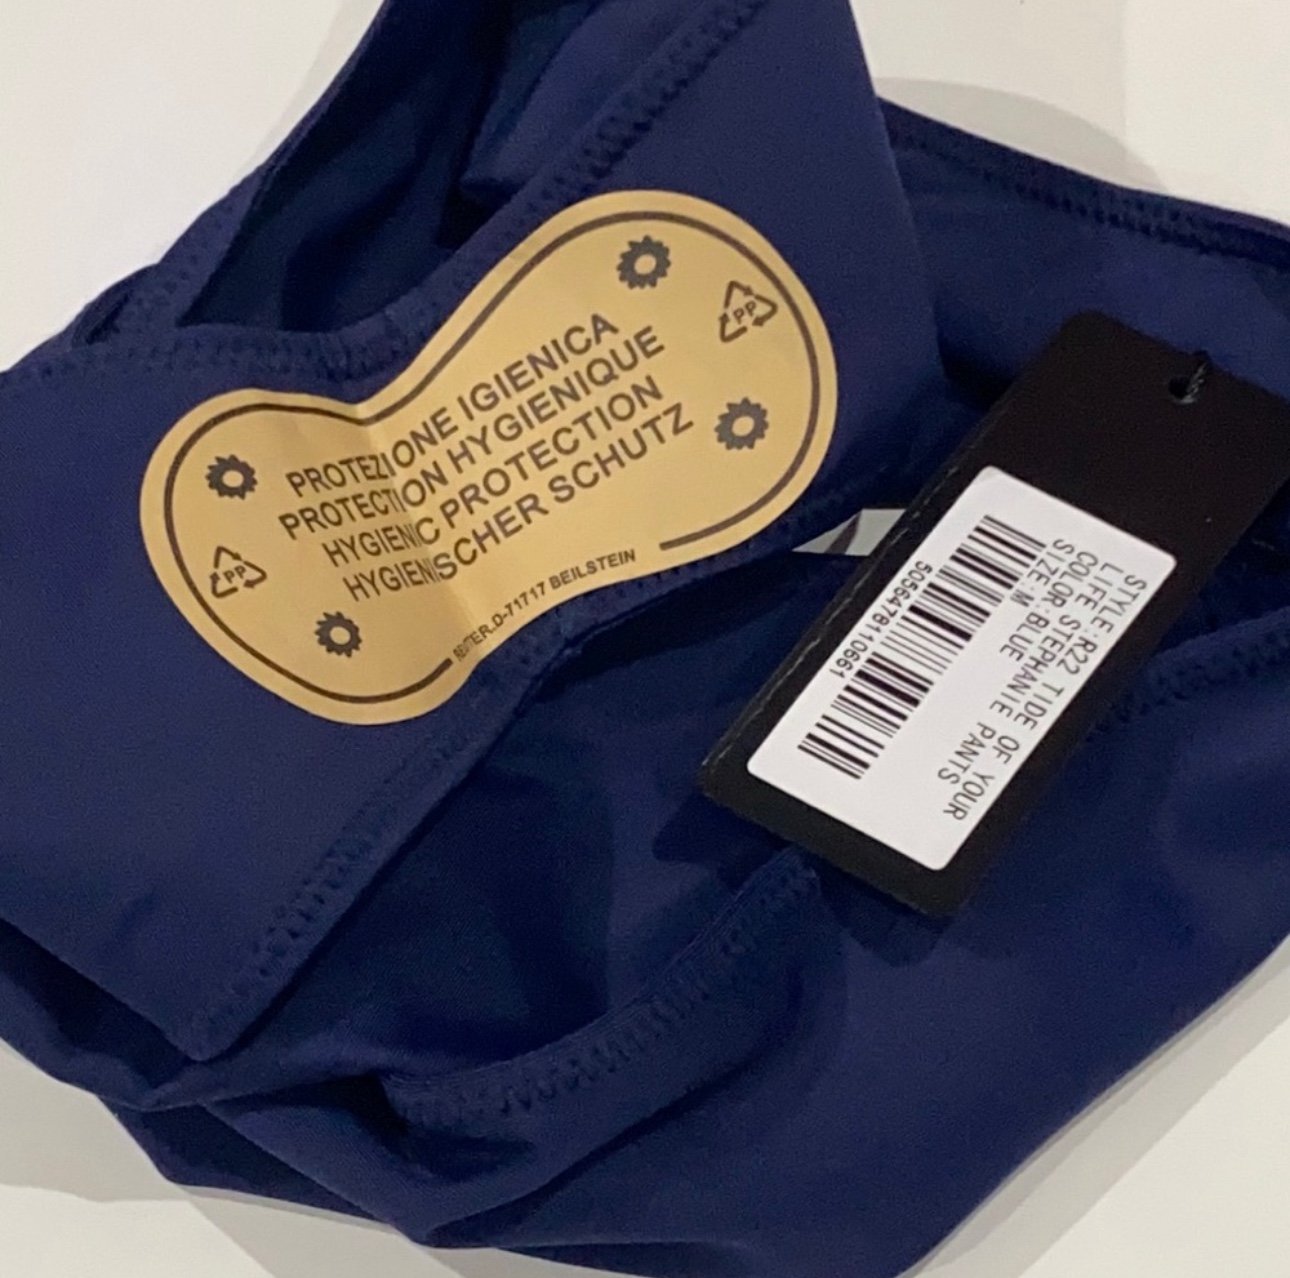 PROTEZIONE IGIENICA
PROTECTION HYGIENIQUE
HYGIENIC PROTECTION
HYGIENISCHER SCHUTZ
D-71717 BEILSTEIN
PP
PP
STYLE:R22 TIDE OF YOUR
LIFE STEPHANIE PANTS
COLOR:BLUE
SIZE:M
5056478110661